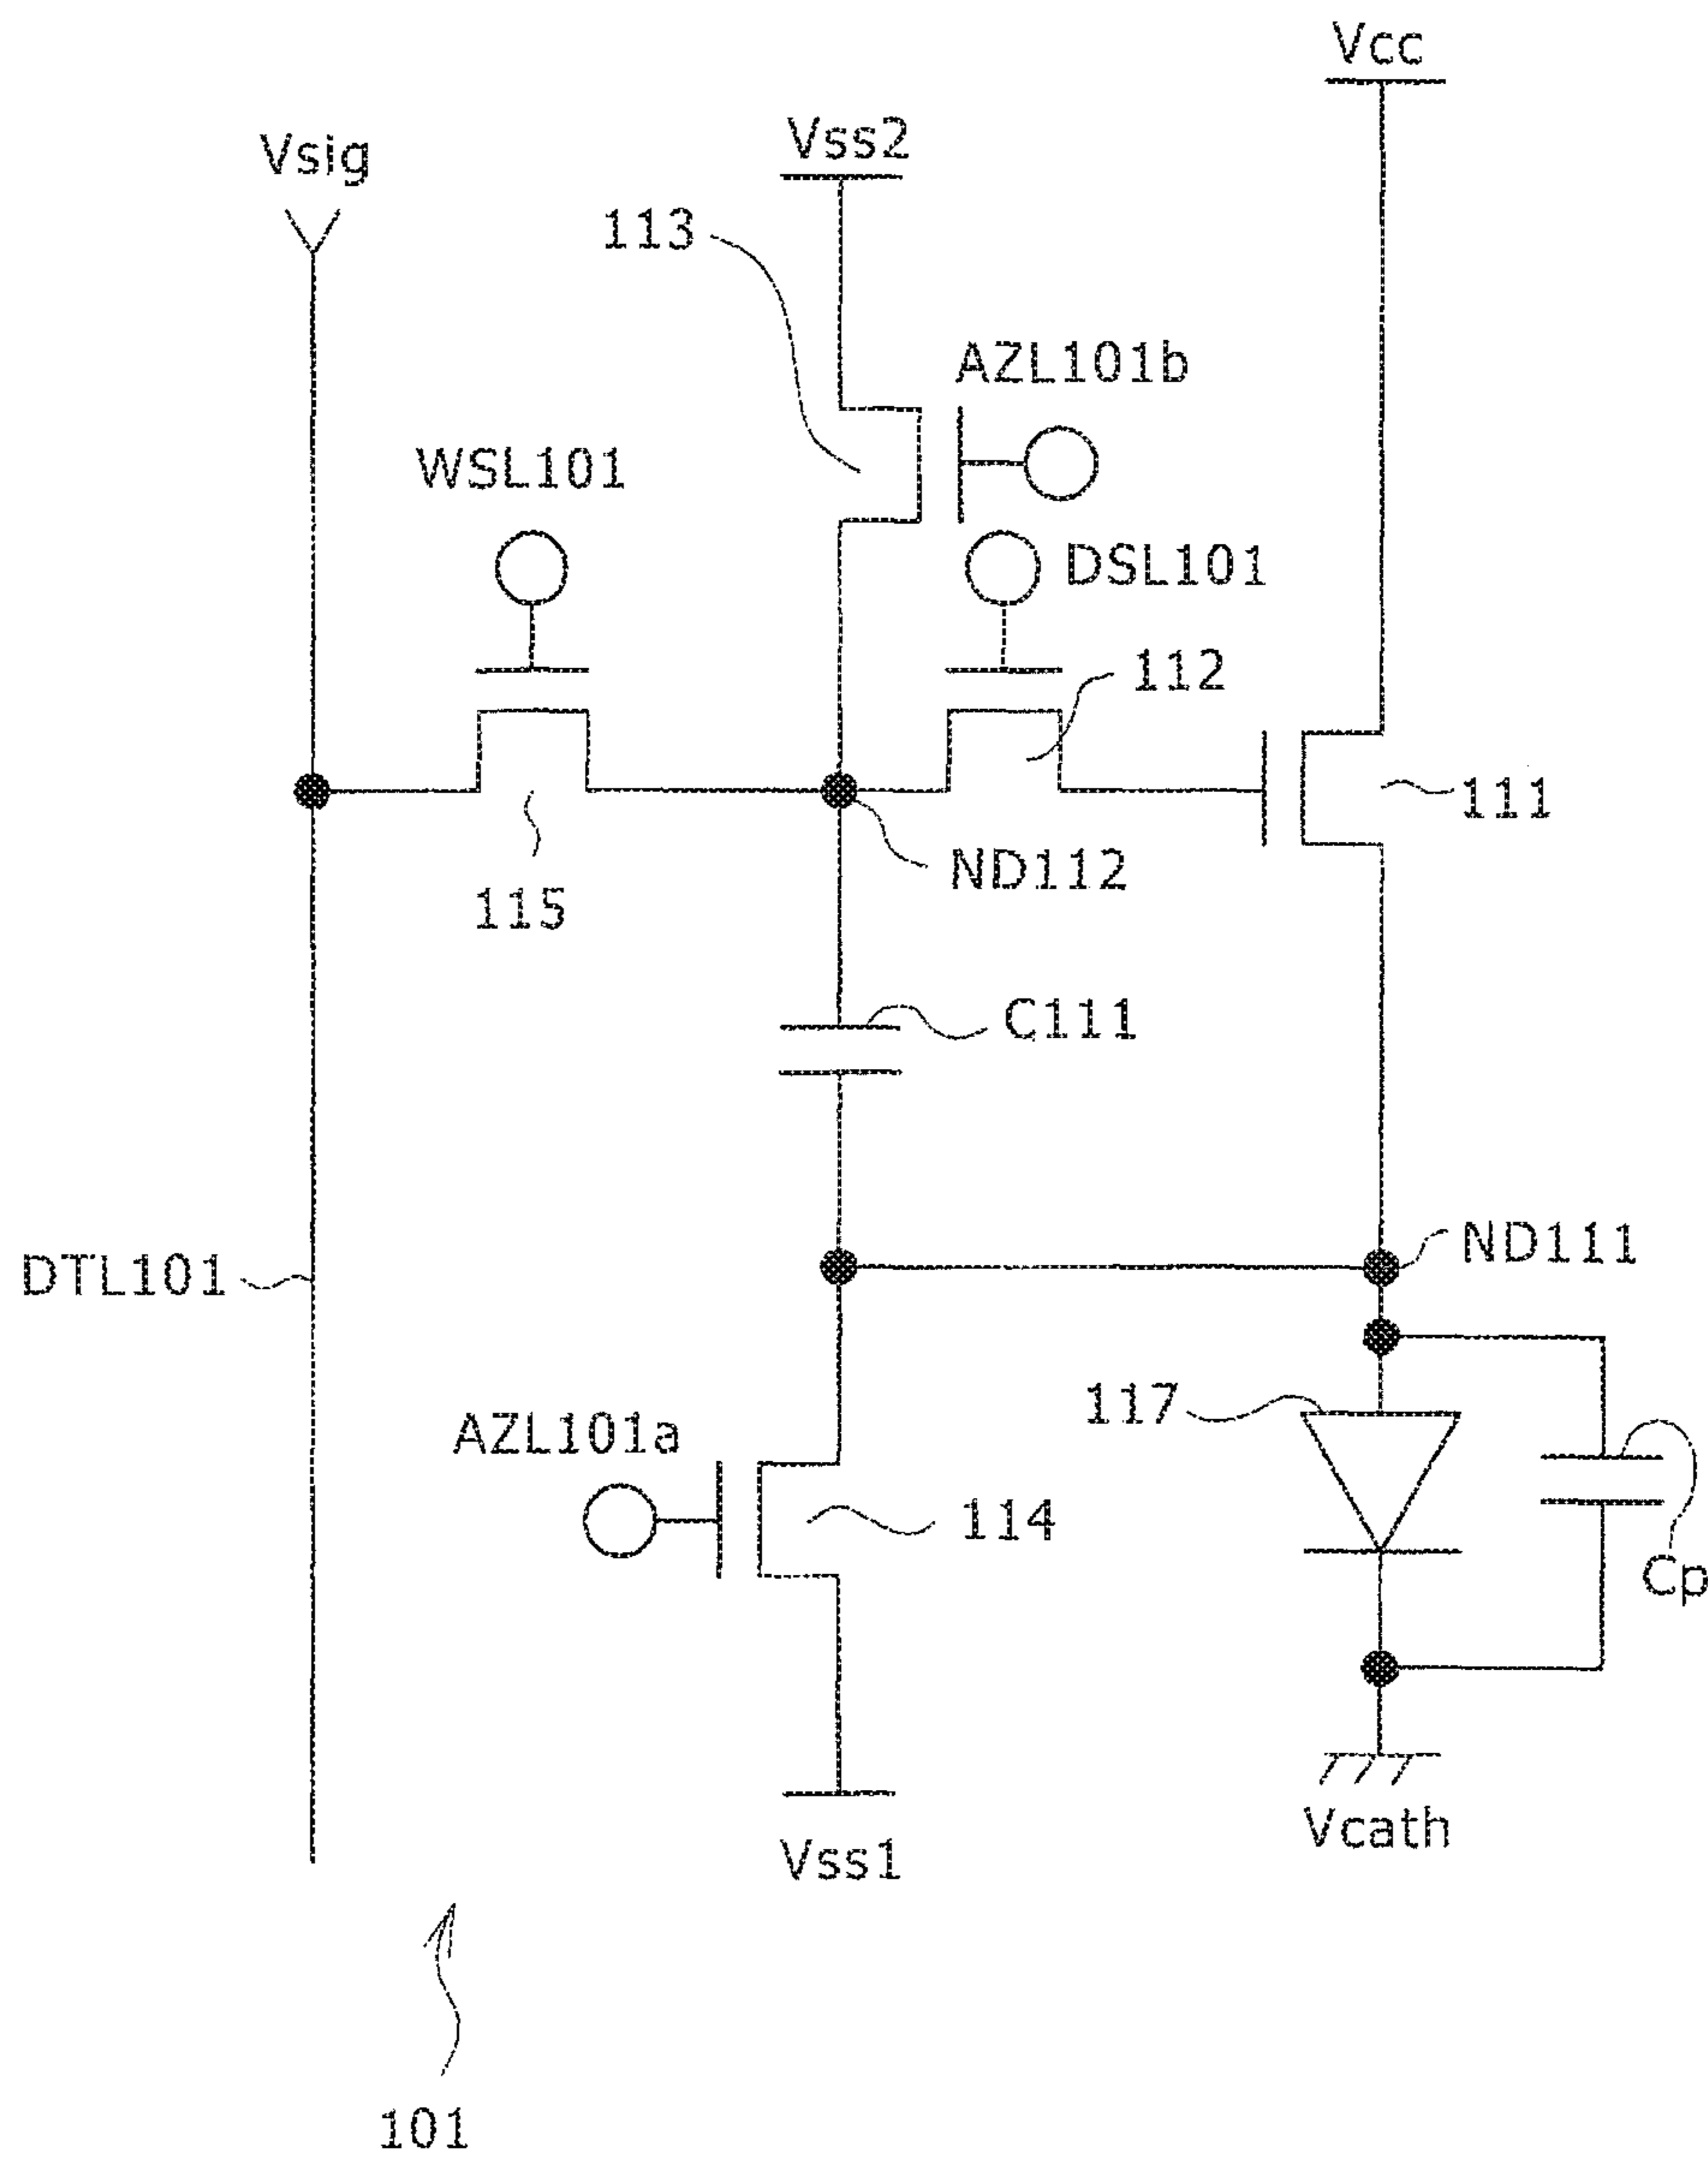 Vcc
Vss2
Vsig
113
AZL101b
WSL101
DSL101
112
111
ND112
115
C111
ND111
DTL101
117
AZL101a
114
Cp
Vcath
Vss1
101